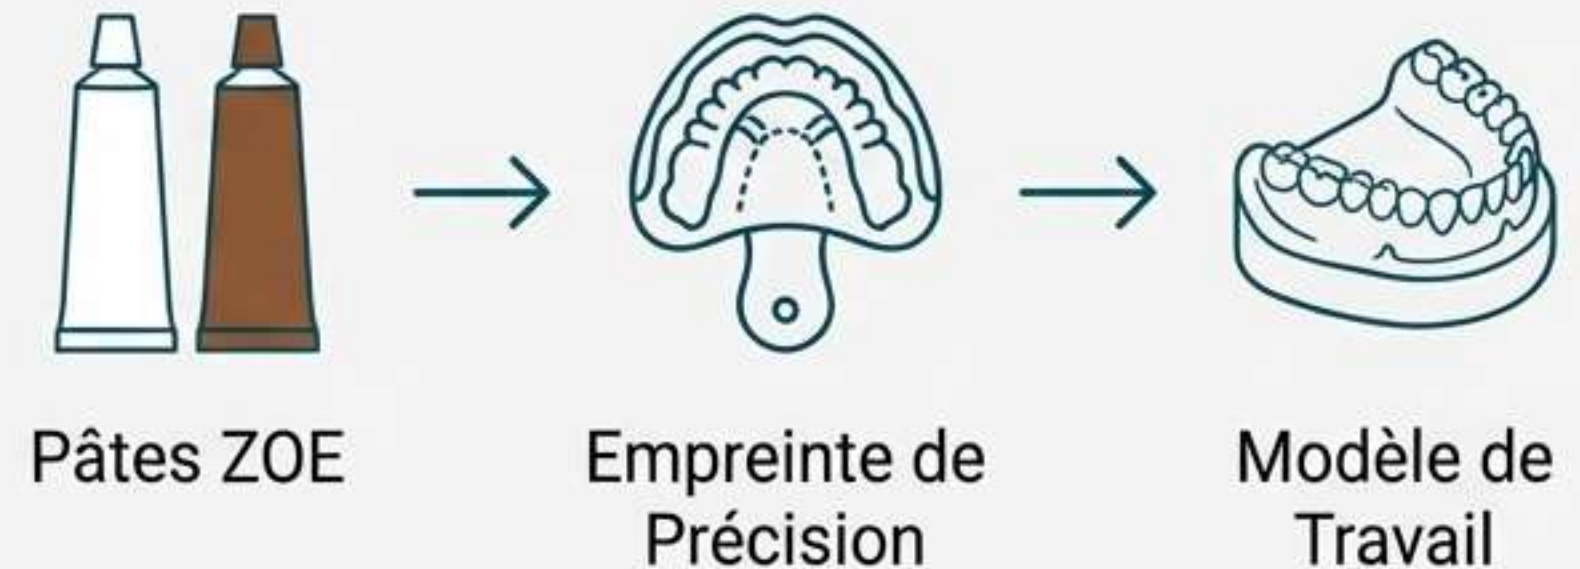 Pâtes ZOE
Empreinte de
Précision
Modèle de
Travail